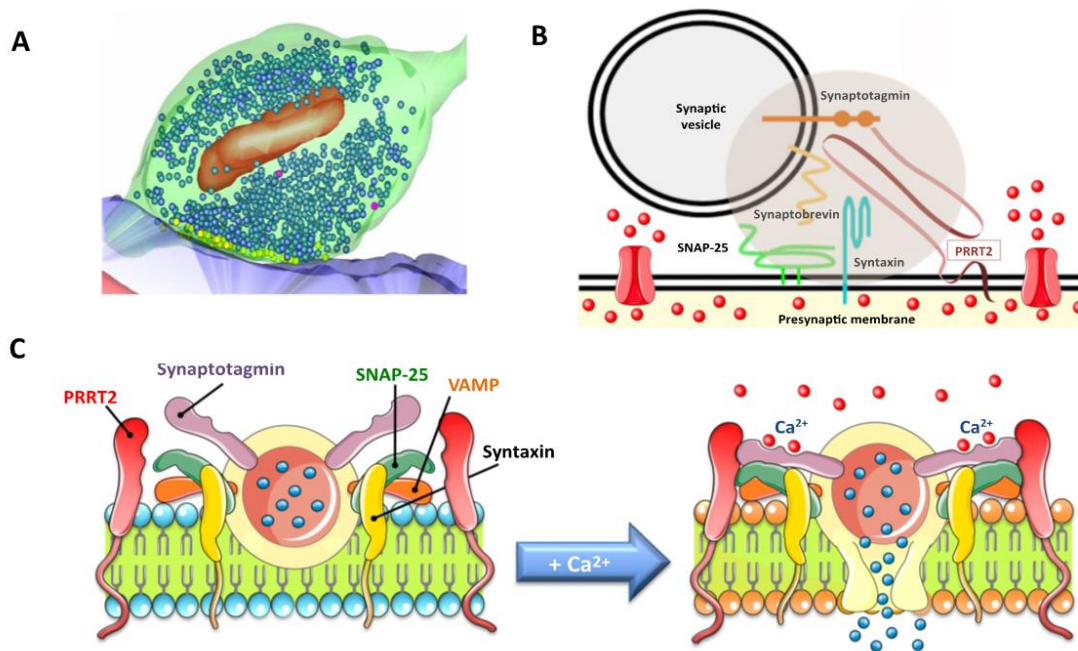 A
B
Synaptic
vesicle
Synaptotagmin
Synaptobrevin
SNAP-25
Syntaxin
PRRT2
Presynaptic membrane
C
Synaptotagmin
PRRT2
SNAP-25
VAMP
Syntaxin
+ Ca²⁺
Ca²⁺
Ca²⁺